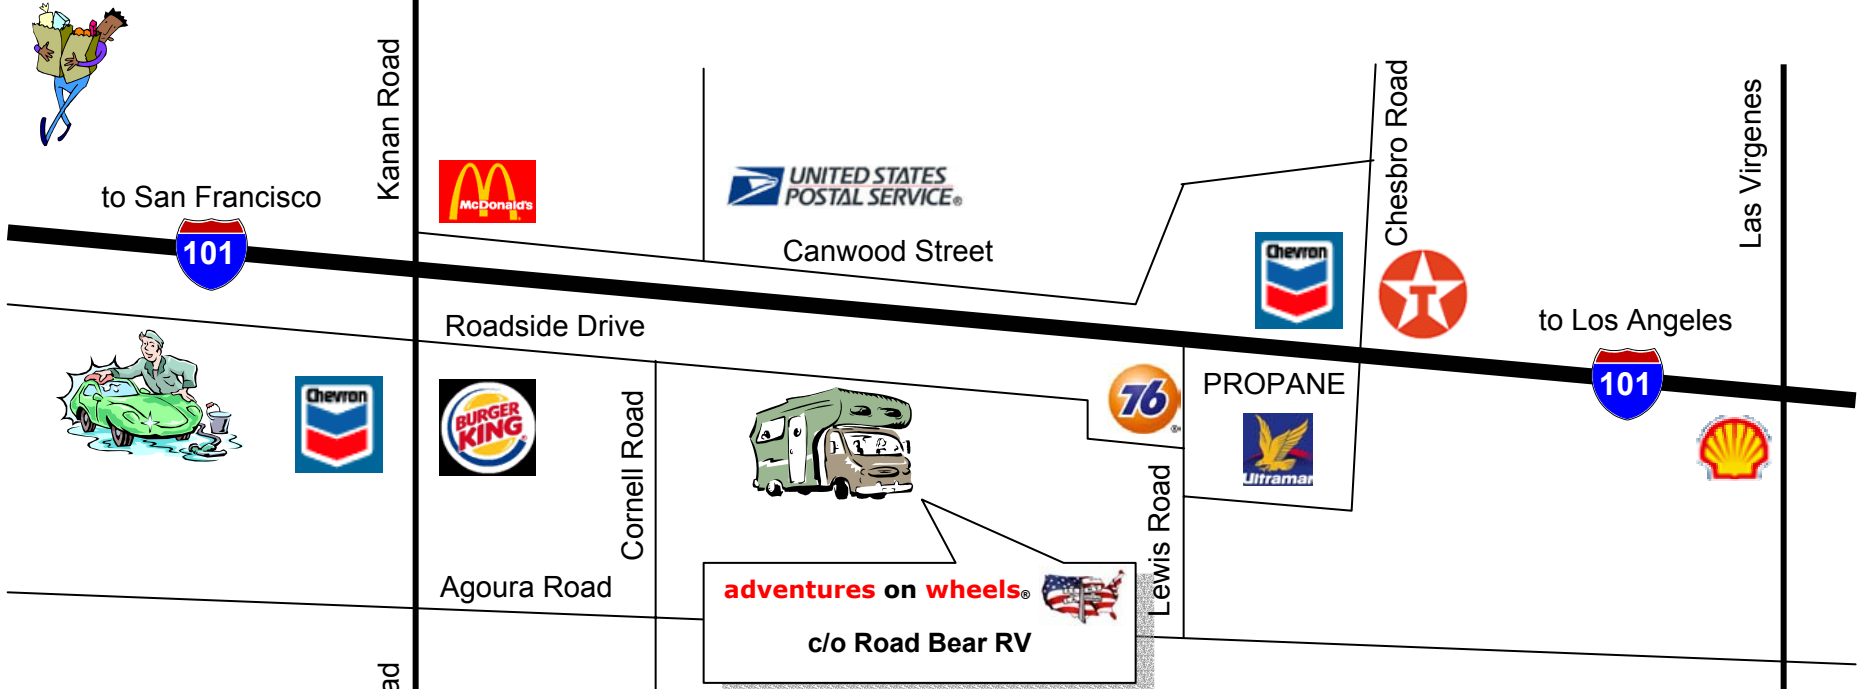 Kanan Road
Chesbro Road
Las Virgenes
to San Francisco
101
McDonald's
UNITED STATES
POSTAL SERVICE®
Canwood Street
Chevron
T
to Los Angeles
101
Roadside Drive
Chevron
BURGER
KING
Cornell Road
76
PROPANE
Ultramar
Lewis Road
Agoura Road
adventures on wheels®
c/o Road Bear RV
ad